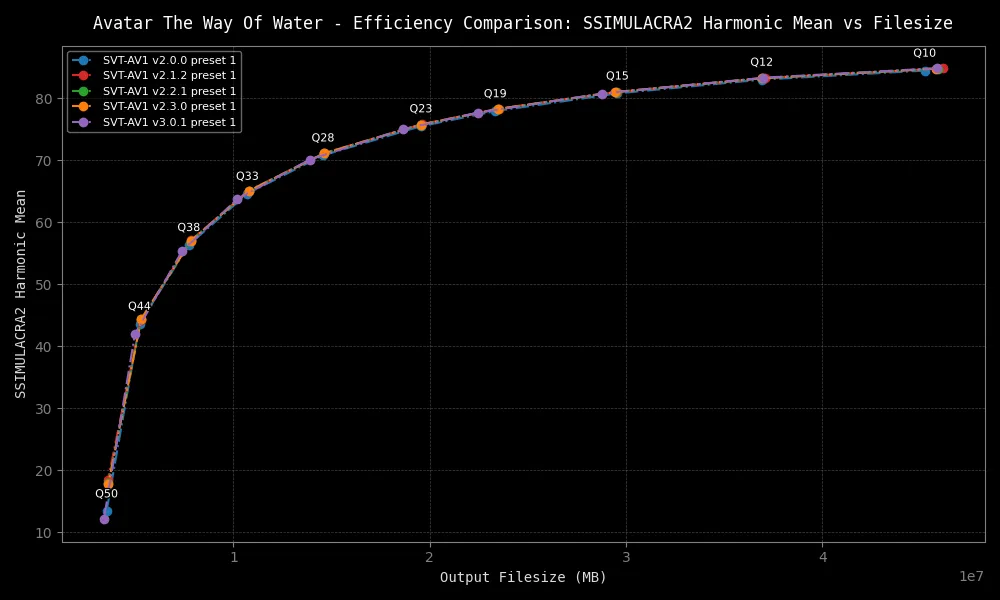 Avatar The Way Of Water - Efficiency Comparison: SSIMULACRA2 Harmonic Mean vs Filesize
SVT-AV1 v2.0.0 preset 1
SVT-AV1 v2.1.2 preset 1
SVT-AV1 v2.2.1 preset 1
SVT-AV1 v2.3.0 preset 1
SVT-AV1 v3.0.1 preset 1
Q10
Q12
Q15
Q19
Q23
Q28
Q33
Q38
Q44
Q50
SSIMULACRA2 Harmonic Mean
80
70
60
50
40
30
20
10
1
2
3
4
1e7
Output Filesize (MB)